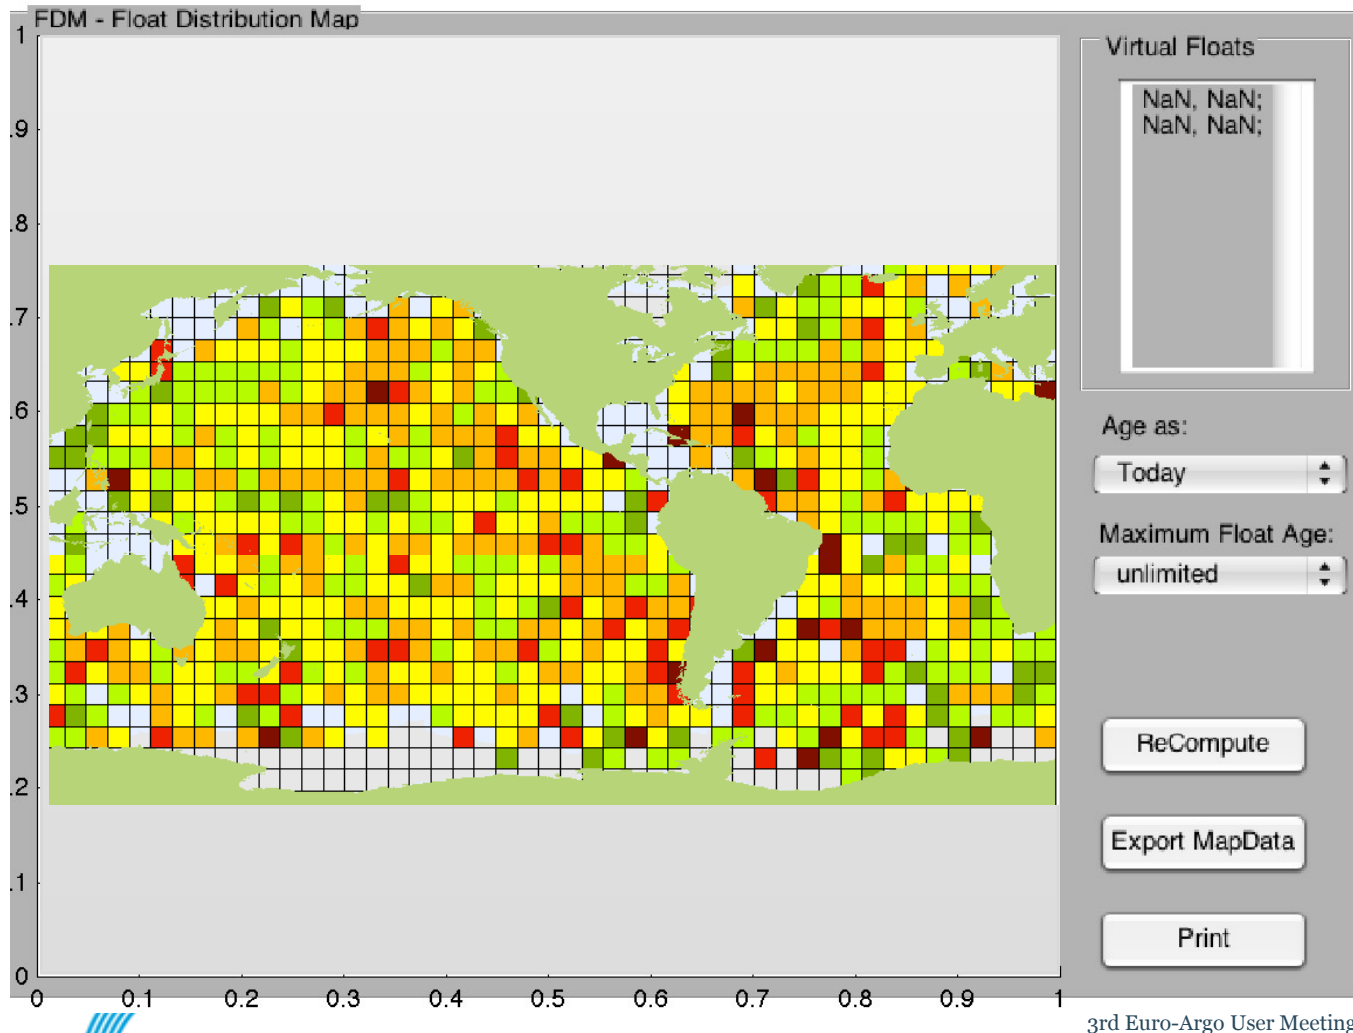 FDM - Float Distribution Map
1
.9
.8
.7
.6
.5
.4
.3
.2
.1
0
0 0.1 0.2 0.3 0.4 0.5 0.6 0.7 0.8 0.9 1
Virtual Floats
NaN, NaN;
NaN, NaN;
Age as:
Today
Maximum Float Age:
unlimited
ReCompute
Export MapData
Print
3rd Euro-Argo User Meeting